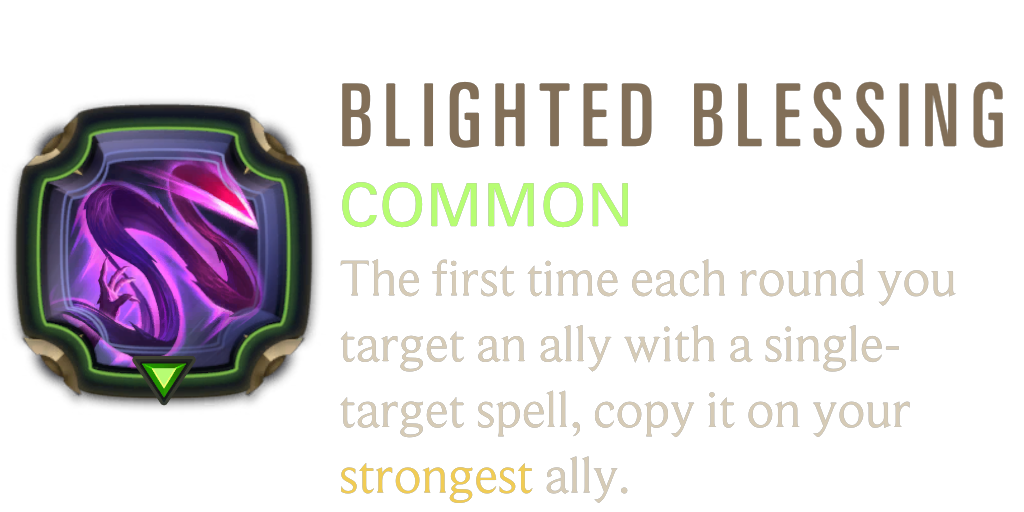 BLIGHTED BLESSING
COMMON
The first time each round you
target an ally with a single-
target spell, copy it on your
strongest ally.